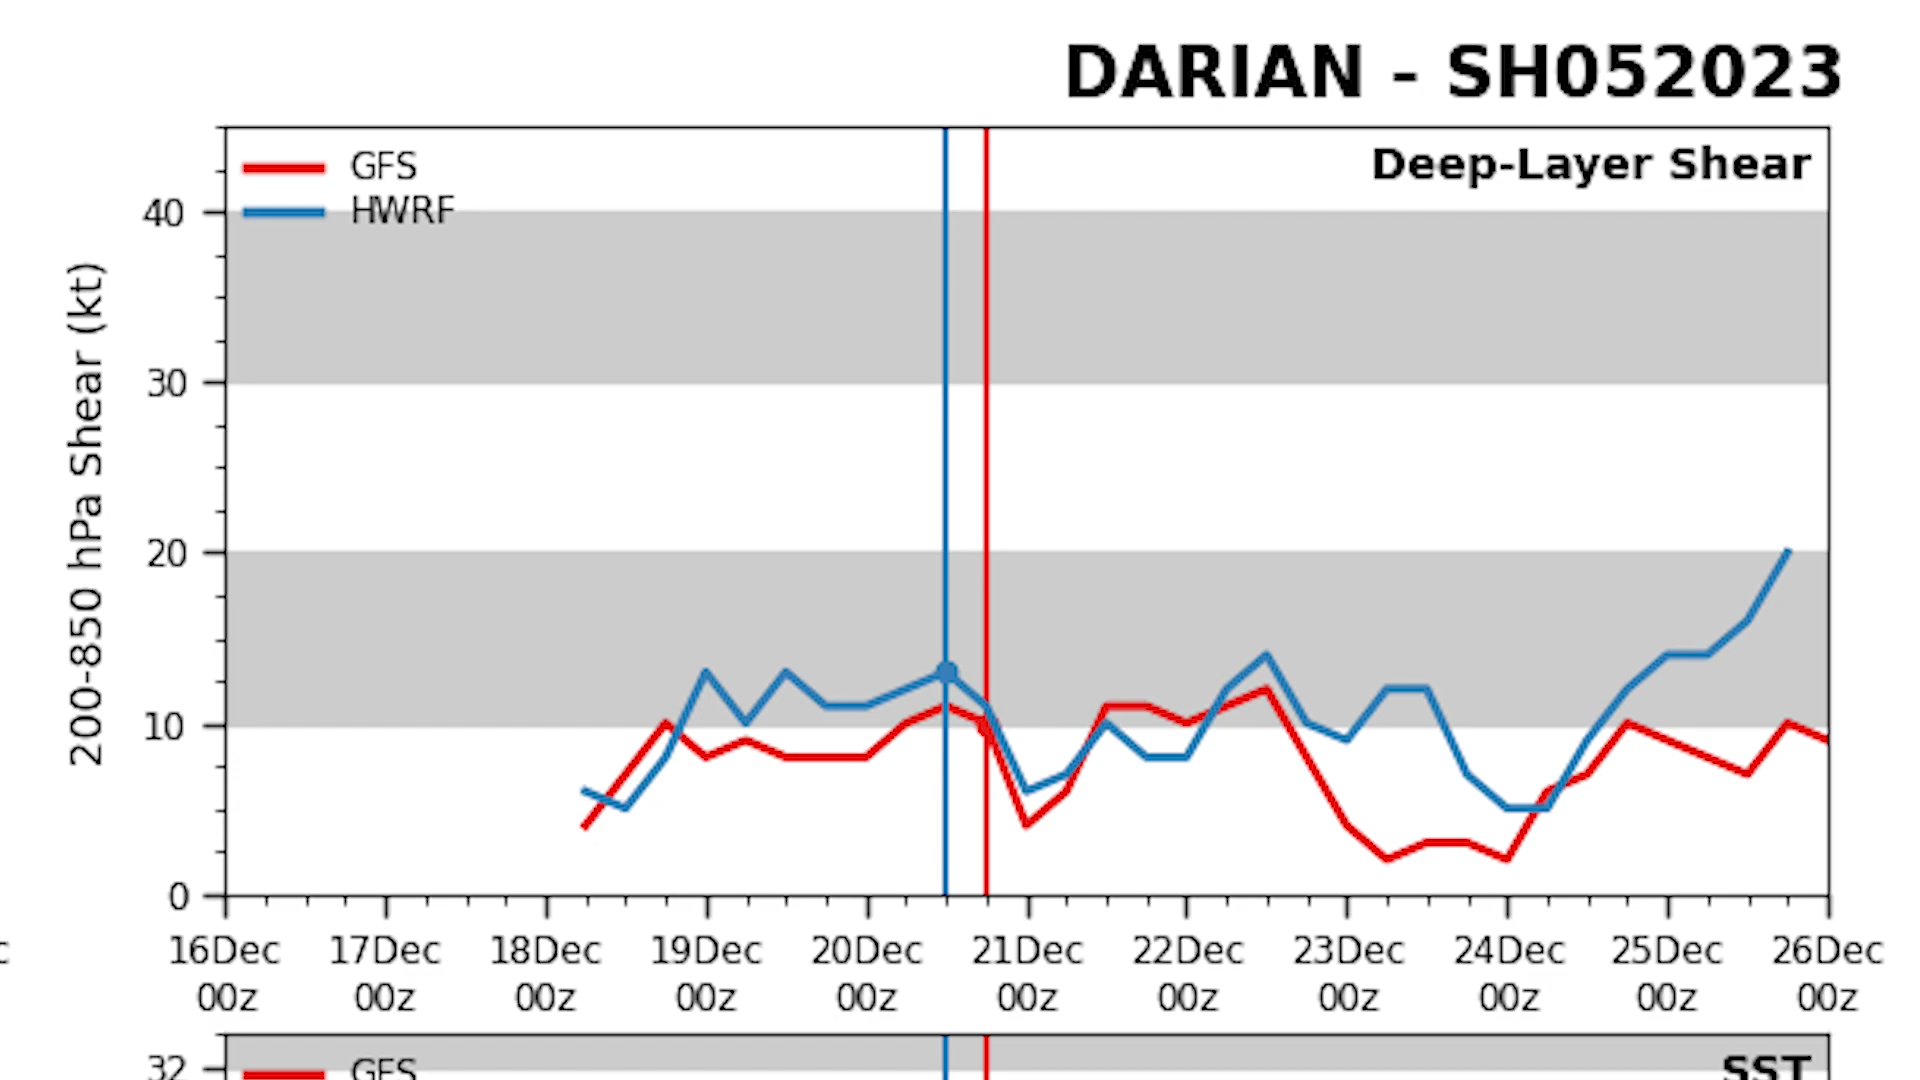 DARIAN - SH052023
Deep-Layer Shear
GFS
HWRF
200-850 hPa Shear (kt)
40
30
20
10
0
16Dec 17Dec 18Dec 19Dec 20Dec 21Dec 22Dec 23Dec 24Dec 25Dec 26Dec
00z 00z 00z 00z 00z 00z 00z 00z 00z 00z 00z
32
GFS
SST